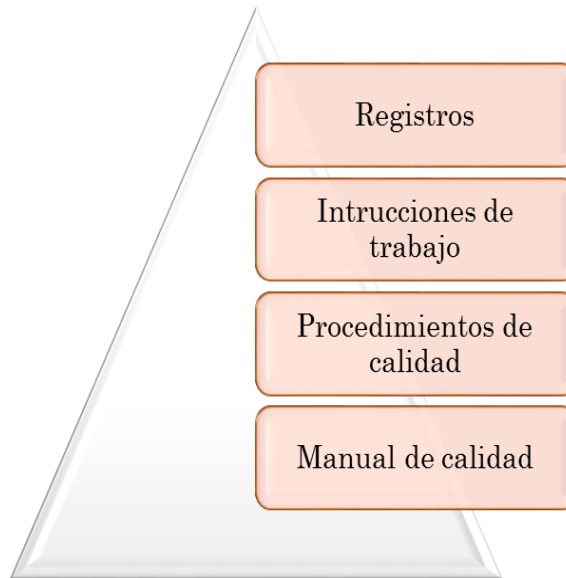 Registros
Intrucciones de
trabajo
Procedimientos de
calidad
Manual de calidad